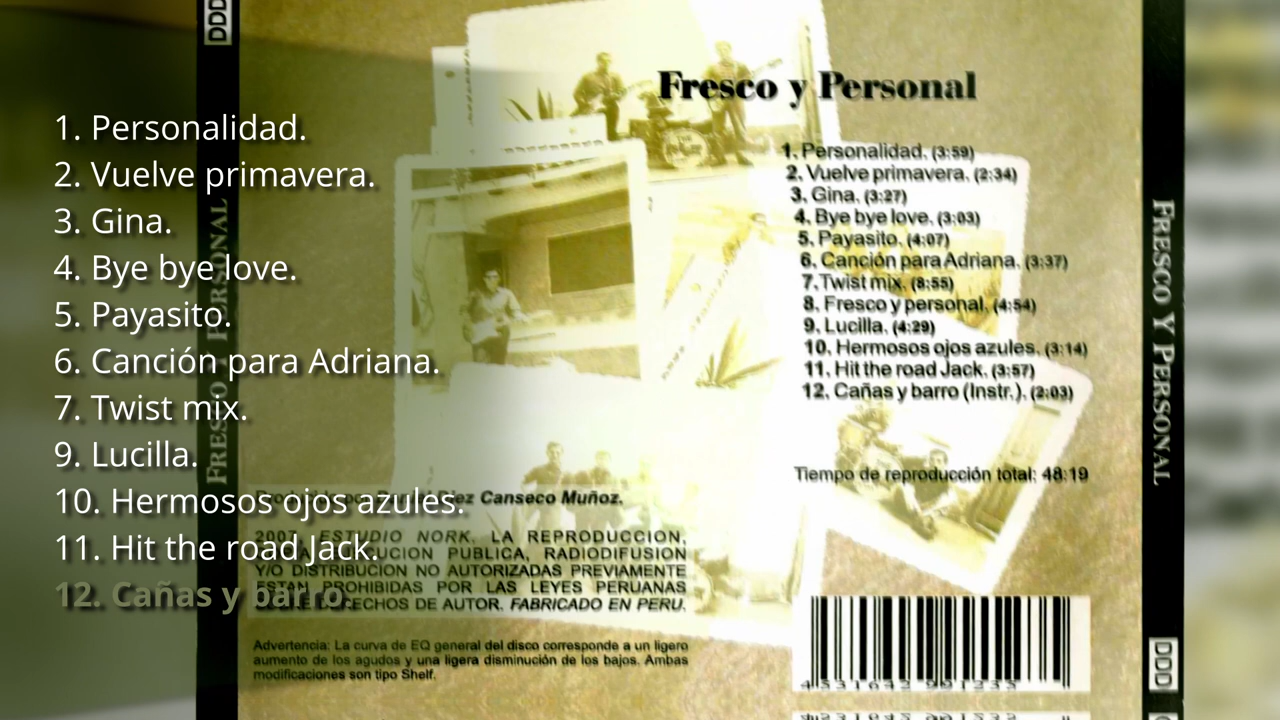 DDD
Fresco y Personal
1. Personalidad.
2. Vuelve primavera.
3. Gina.
4. Bye bye love.
5. Payasito.
6. Canción para Adriana.
7. Twist mix.
9. Lucilla.
10. Hermosos ojos azules.
11. Hit the road Jack.
12. Cañas y barro.
1. Personalidad. (3:59)
2. Vuelve primavera. (2:34)
3. Gina. (3:27)
4. Bye bye love. (3:03)
5. Payasito. (4:07)
6. Canción para Adriana. (3:37)
7.Twist mix. (8:55)
8. Fresco y personal. (4:54)
9. Lucilla. (4:29)
10. Hermosos ojos azules. (3:14)
11. Hit the road Jack. (3:57)
12. Cañas y barro (Instr.). (2:03)
Tiempo de reproducción total: 48:19
Canseco Muñoz.
2007, ESTUDIO NORK. LA REPRODUCCION,
PUBLICA, RADIODIFUSION
Y/O DISTRIBUCION NO AUTORIZADAS PREVIAMENTE
ESTAN PROHIBIDAS POR LAS LEYES PERUANAS
DE AUTOR. FABRICADO EN PERU.
Advertencia: La curva de EQ general del disco corresponde a un ligero
aumento de los agudos y una ligera disminución de los bajos. Ambas
modificaciones son tipo Shelf.
FRESCO Y PERSONAL
FRESCO Y PERSONAL
DDD